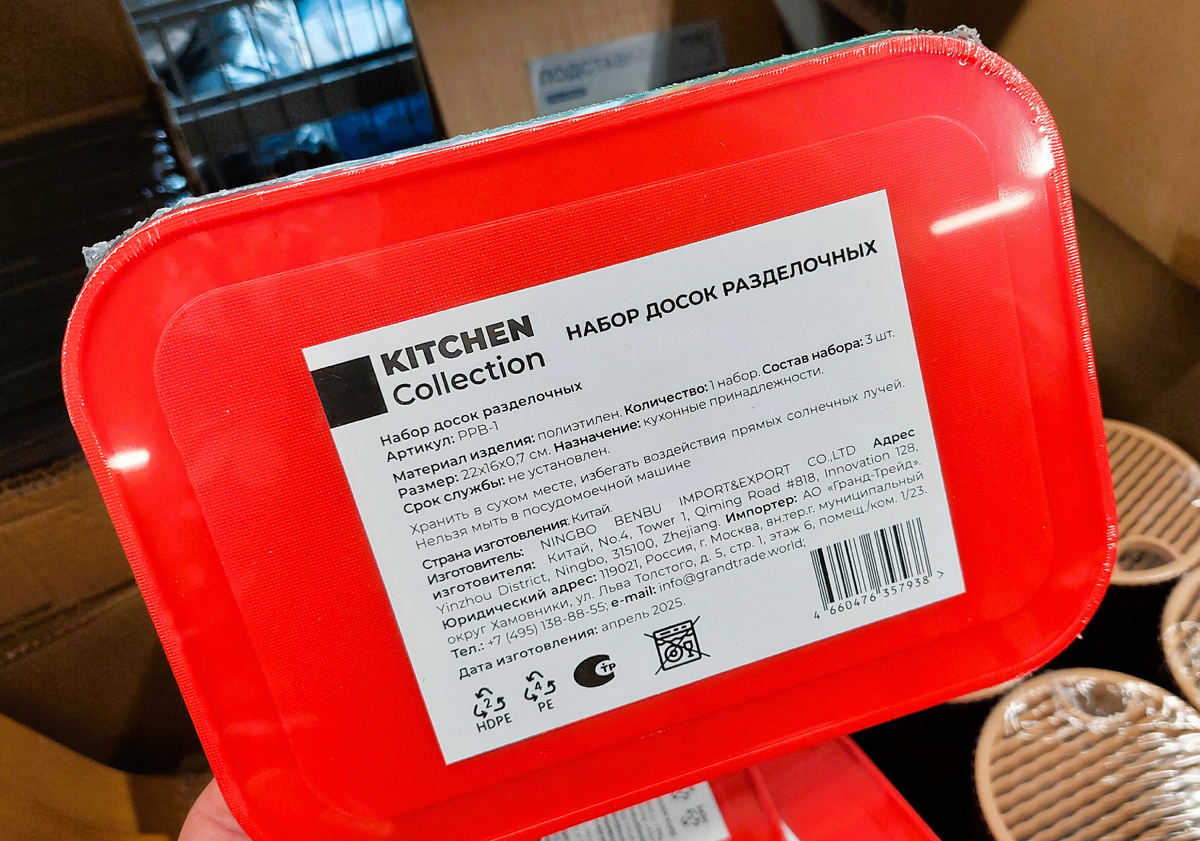 ПОДСТАВ
KITCHEN
Collection
НАБОР ДОСОК РАЗДЕЛОЧНЫХ
Набор досок разделочных
Артикул: PPB-1
Материал изделия: полиэтилен. Количество: 1 набор. Состав набора: 3 шт.
Размер: 22x16x0,7 см. Назначение: кухонные принадлежности.
Срок службы: не установлен.
Хранить в сухом месте, избегать воздействия прямых солнечных лучей.
Нельзя мыть в посудомоечной машине
Страна изготовления: Китай.
Изготовитель: NINGBO BENBU IMPORT&EXPORT CO.,LTD Адрес
изготовителя: Китай, No.4, Tower 1, Qiming Road #818, Innovation 128,
Yinzhou District, Ningbo, 315100, Zhejiang. Импортер: АО «Гранд-Трейд».
Юридический адрес: 119021, Россия, г. Москва, вн.тер.г. муниципальный
округ Хамовники, ул. Льва Толстого, д. 5, стр. 1, этаж 6, помещ./ком. 1/23.
Тел.: +7 (495) 138-88-55; e-mail: info@grandtrade.world;
Дата изготовления: апрель 2025.
4 660476 357938 >
2
HDPE
4
PE
СТР